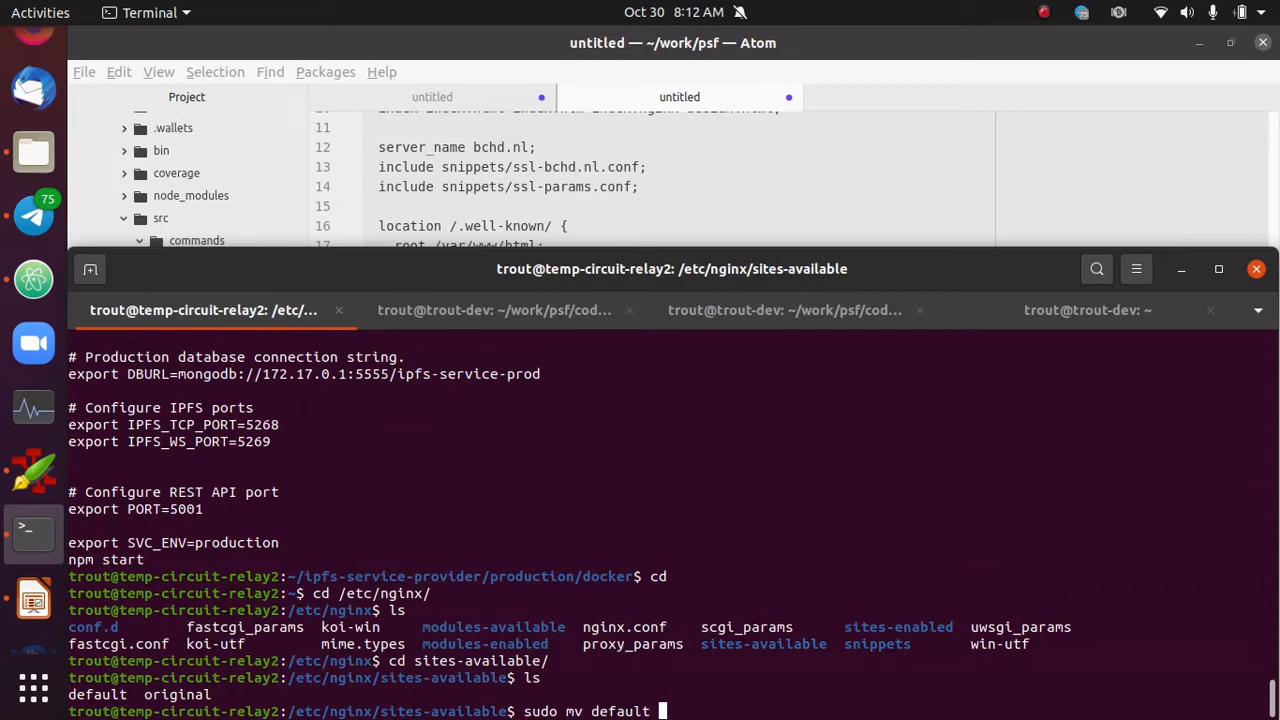 Activities
Terminal
Oct 30 8:12 AM
untitled — ~/work/psf — Atom
File Edit View Selection Find Packages Help
Project
untitled
untitled
.wallets
bin
coverage
node_modules
src
commands
11
12 server_name bchd.nl;
13 include snippets/ssl-bchd.nl.conf;
14 include snippets/ssl-params.conf;
15
16 location /.well-known/ {
17 root /var/www/html;
75
trout@temp-circuit-relay2: /etc/nginx/sites-available
trout@temp-circuit-relay2: /etc/...
trout@trout-dev: ~/work/psf/cod...
trout@trout-dev: ~/work/psf/cod...
trout@trout-dev: ~
# Production database connection string.
export DBURL=mongodb://172.17.0.1:5555/ipfs-service-prod
# Configure IPFS ports
export IPFS_TCP_PORT=5268
export IPFS_WS_PORT=5269
# Configure REST API port
export PORT=5001
export SVC_ENV=production
npm start
trout@temp-circuit-relay2:~/ipfs-service-provider/production/docker$ cd
trout@temp-circuit-relay2:~$ cd /etc/nginx/
trout@temp-circuit-relay2:/etc/nginx$ ls
conf.d fastcgi_params koi-win modules-available nginx.conf scgi_params sites-enabled uwsgi_params
fastcgi.conf koi-utf mime.types modules-enabled proxy_params sites-available snippets win-utf
trout@temp-circuit-relay2:/etc/nginx$ cd sites-available/
trout@temp-circuit-relay2:/etc/nginx/sites-available$ ls
default original
trout@temp-circuit-relay2:/etc/nginx/sites-available$ sudo mv default